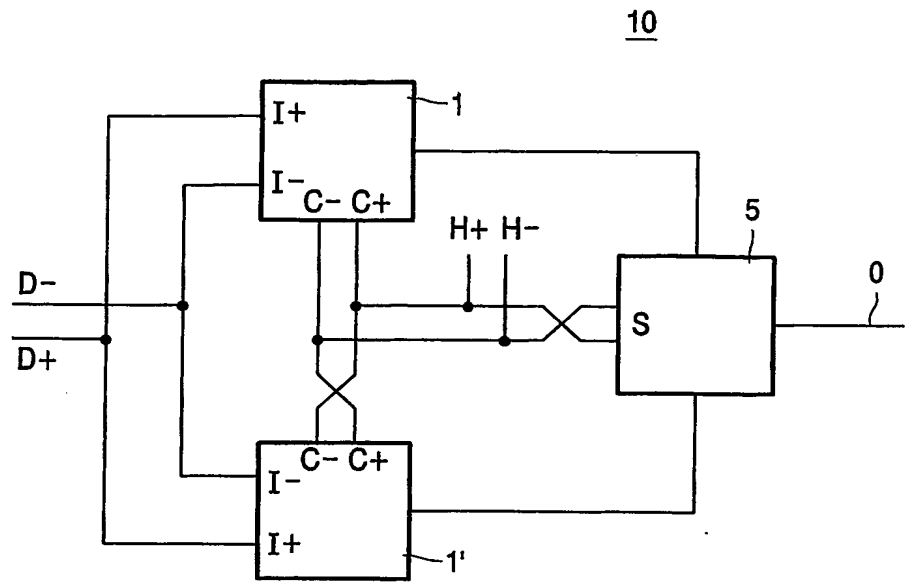 10
I+
1
I-
C- C+
H+ H-
5
D-
S
0
D+
C- C+
I-
I+
1'